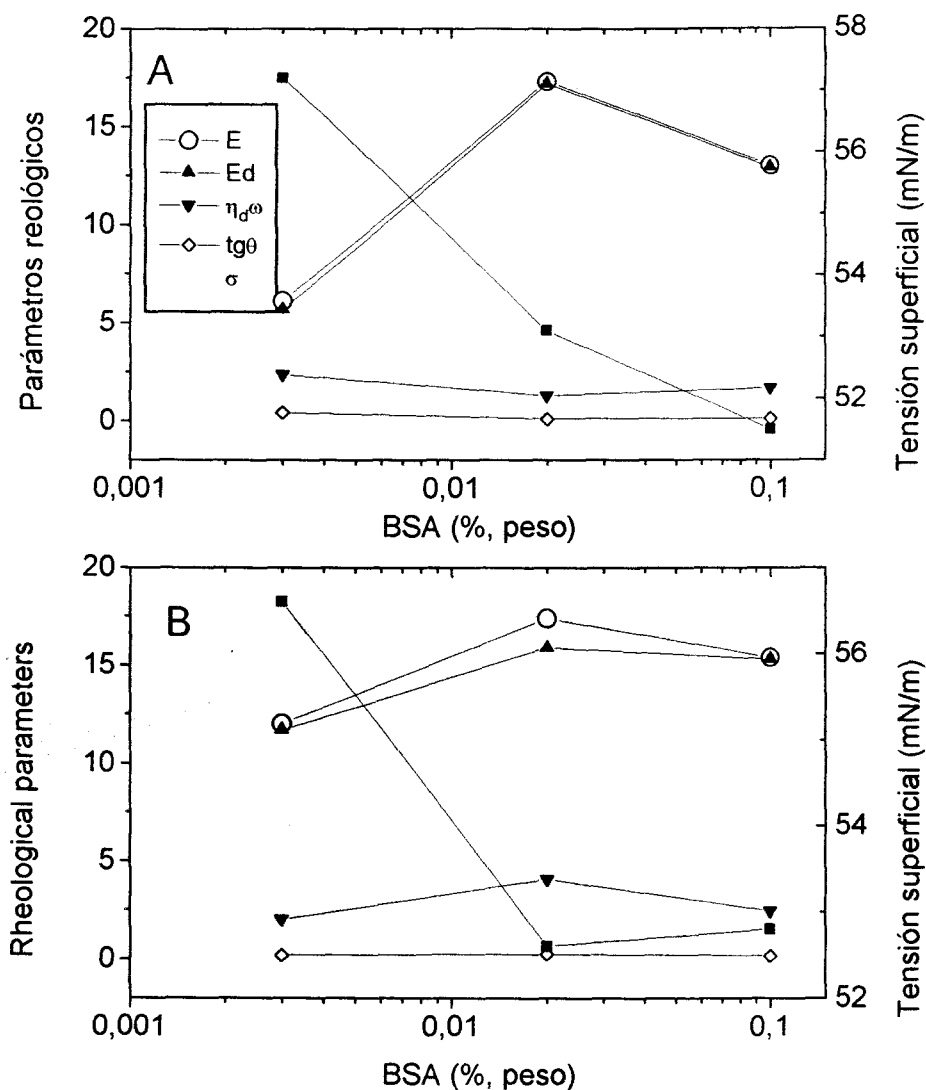 A
Parámetros reológicos
20
15
10
5
0
E
Ed
η_dω
tgθ
σ
58
56
54
52
Tensión superficial (mN/m)
0,001
0,01
0,1
BSA (%, peso)
B
Rheological parameters
20
15
10
5
0
56
54
52
Tensión superficial (mN/m)
0,001
0,01
0,1
BSA (%, peso)